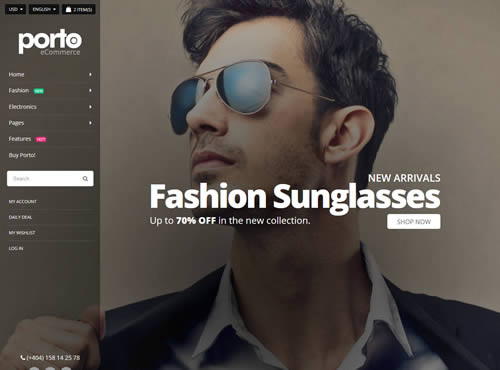 USD ENGLISH 2 ITEM(S)
porto
eCommerce
Home
Fashion NEW
Electronics
Pages
Features HOT
Buy Porto!
Search
MY ACCOUNT
DAILY DEAL
MY WISHLIST
LOG IN
(+404) 158 14 25 78
NEW ARRIVALS
Fashion Sunglasses
Up to 70% OFF in the new collection.
SHOP NOW